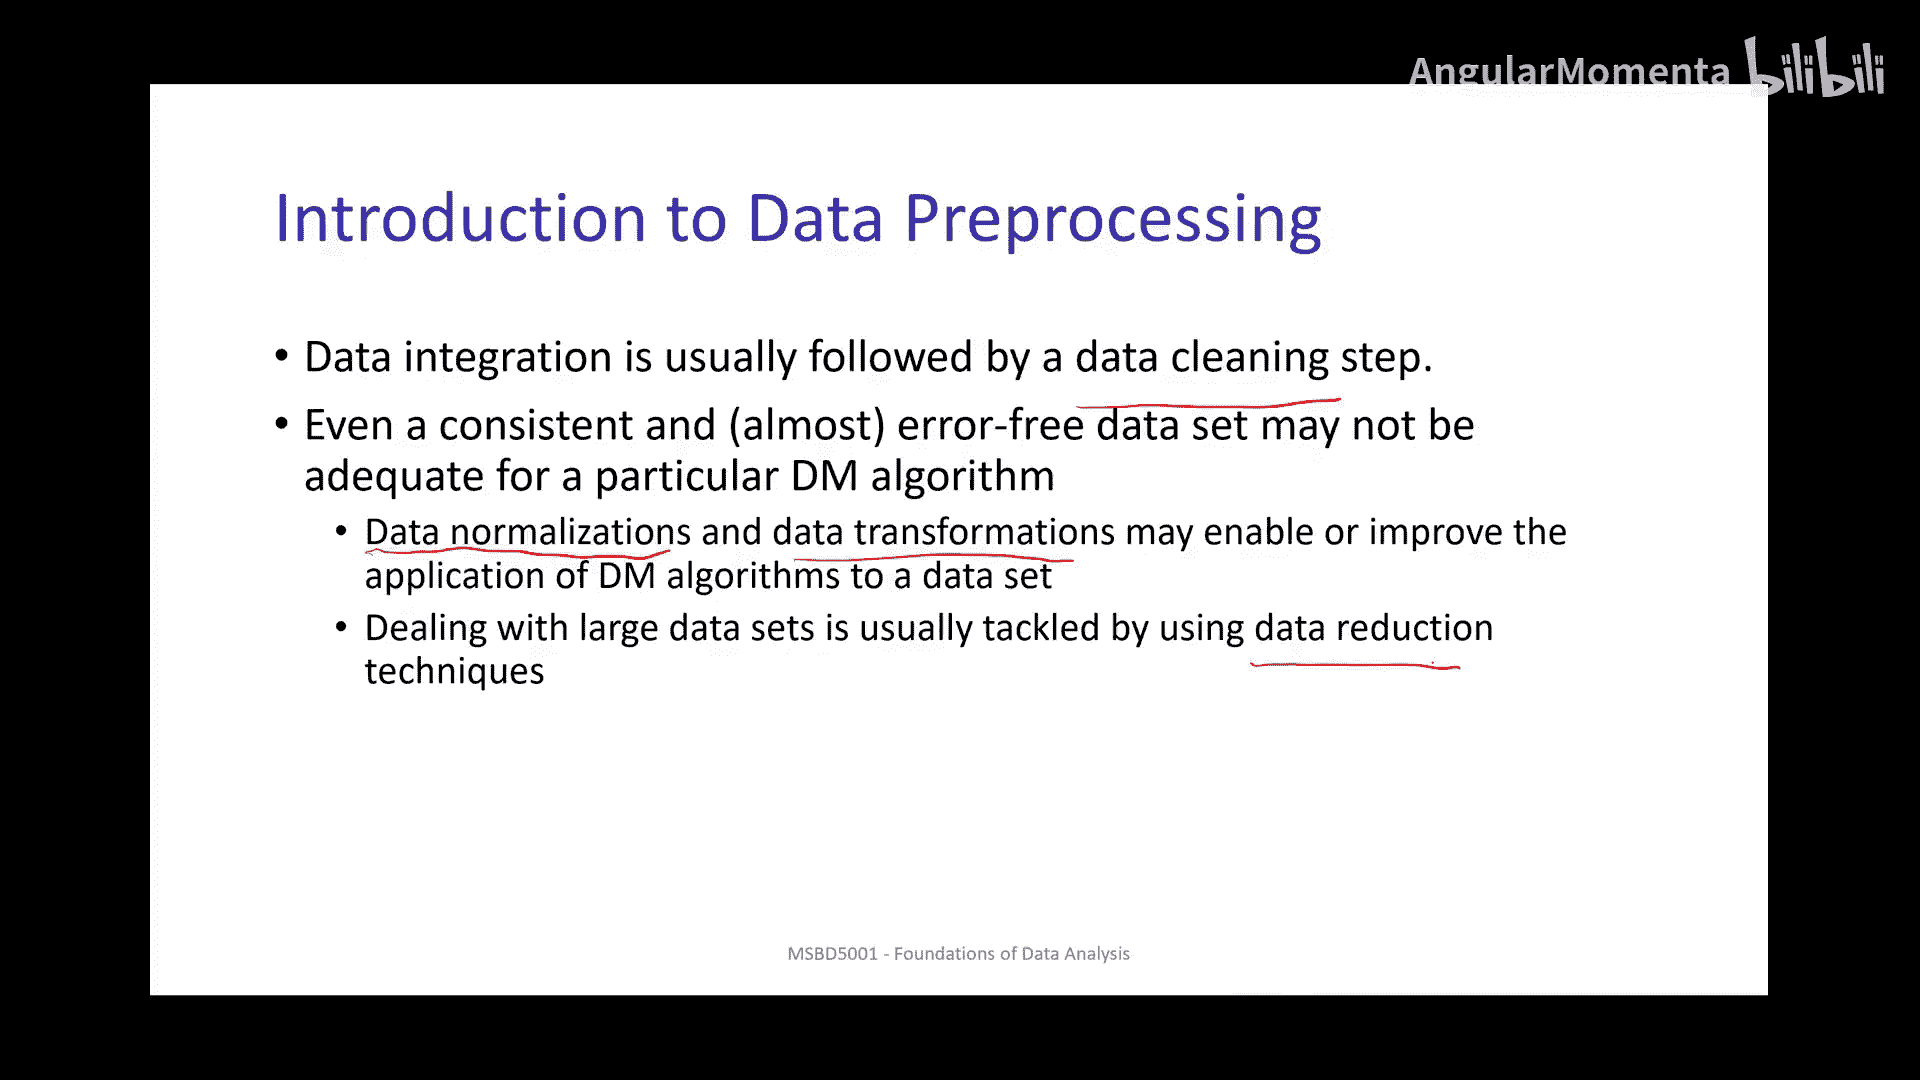 AngularMomenta bilibili
Introduction to Data Preprocessing
• Data integration is usually followed by a data cleaning step.
• Even a consistent and (almost) error-free data set may not be
adequate for a particular DM algorithm
• Data normalizations and data transformations may enable or improve the
application of DM algorithms to a data set
• Dealing with large data sets is usually tackled by using data reduction
techniques
MSBD5001 - Foundations of Data Analysis